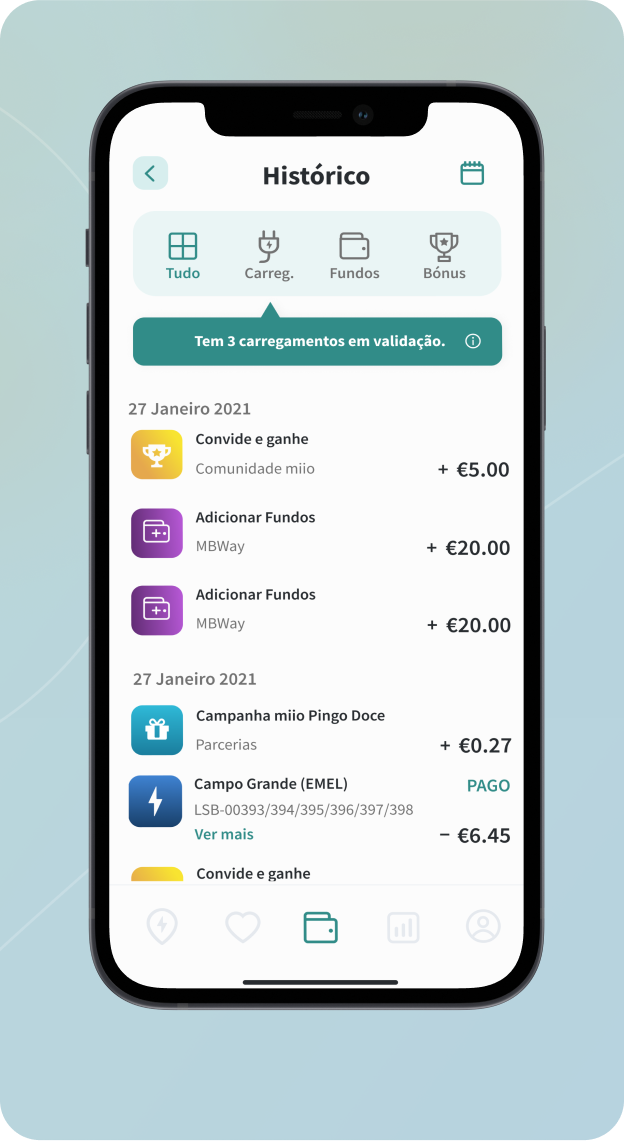 Histórico
Tudo
Carreg.
Fundos
Bónus
Tem 3 carregamentos em validação.
27 Janeiro 2021
Convide e ganhe
Comunidade miio
+ €5.00
Adicionar Fundos
MBWay
+ €20.00
Adicionar Fundos
MBWay
+ €20.00
27 Janeiro 2021
Campanha miio Pingo Doce
Parcerias
+ €0.27
Campo Grande (EMEL)
PAGO
LSB-00393/394/395/396/397/398
Ver mais
− €6.45
Convide e ganhe